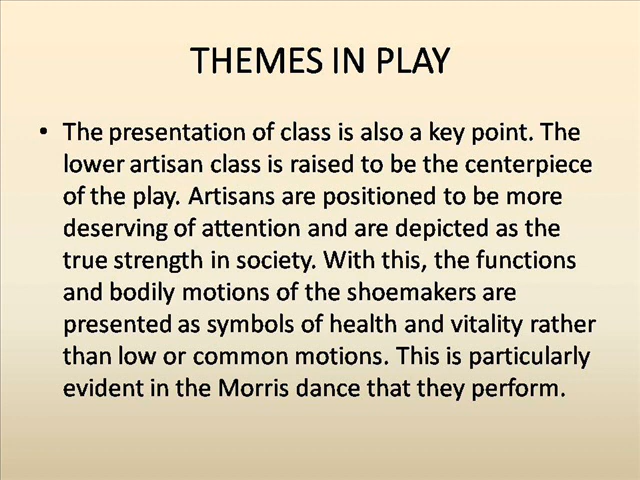 THEMES IN PLAY
• The presentation of class is also a key point. The
lower artisan class is raised to be the centerpiece
of the play. Artisans are positioned to be more
deserving of attention and are depicted as the
true strength in society. With this, the functions
and bodily motions of the shoemakers are
presented as symbols of health and vitality rather
than low or common motions. This is particularly
evident in the Morris dance that they perform.